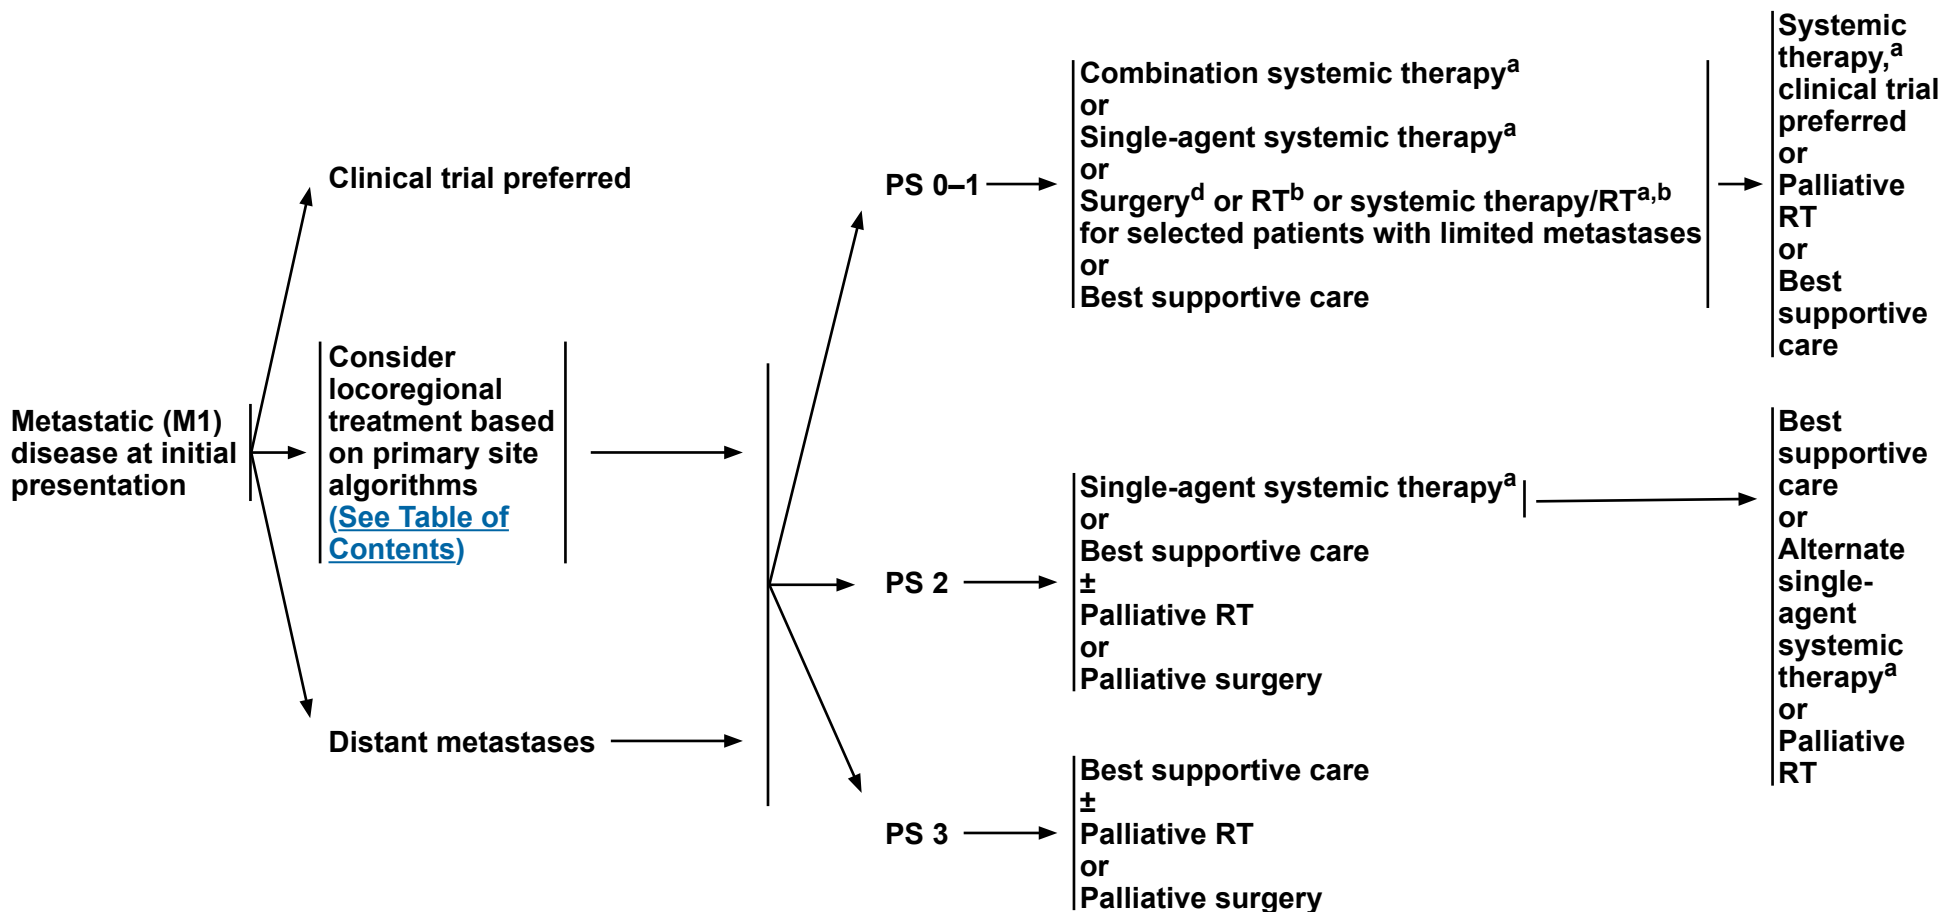 Metastatic (M1)
disease at initial
presentation
Clinical trial preferred
Consider
locoregional
treatment based
on primary site
algorithms
(See Table of
Contents)
Distant metastases
PS 0–1
Combination systemic therapyᵃ
or
Single-agent systemic therapyᵃ
or
Surgeryᵈ or RTᵇ or systemic therapy/RTᵃ,ᵇ
for selected patients with limited metastases
or
Best supportive care
Systemic
therapy,ᵃ
clinical trial
preferred
or
Palliative
RT
or
Best
supportive
care
PS 2
Single-agent systemic therapyᵃ
or
Best supportive care
±
Palliative RT
or
Palliative surgery
Best
supportive
care
or
Alternate
single-
agent
systemic
therapyᵃ
or
Palliative
RT
PS 3
Best supportive care
±
Palliative RT
or
Palliative surgery